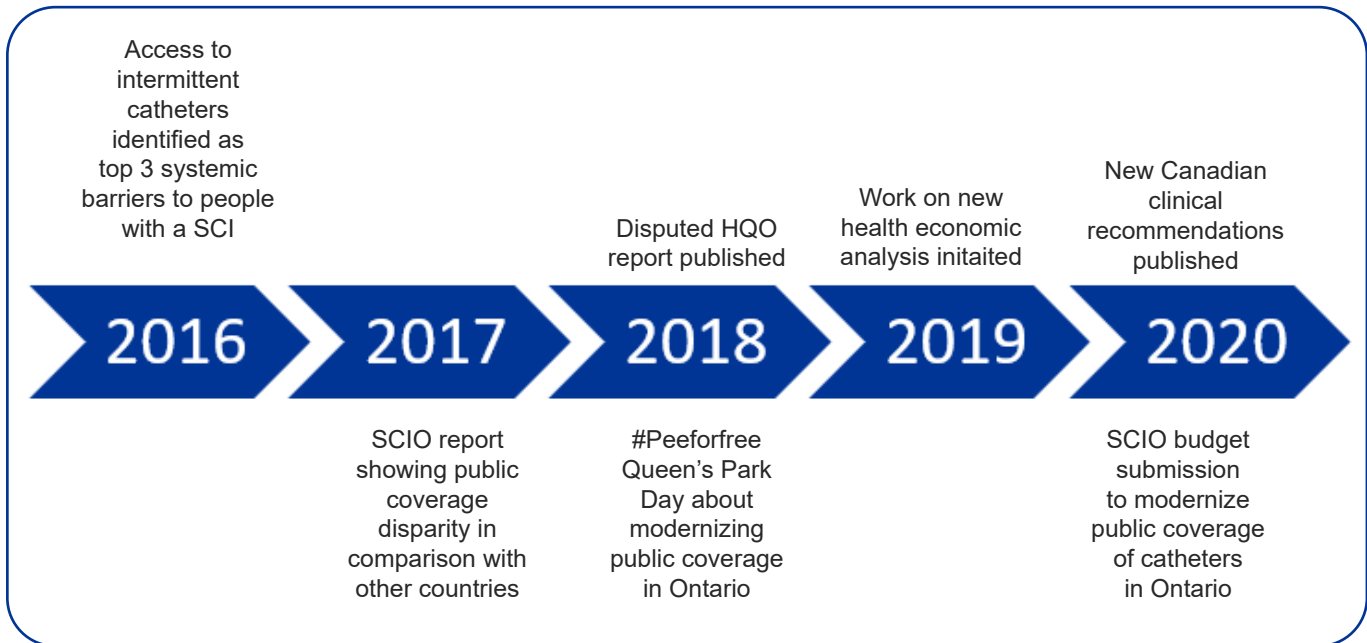 Access to
intermittent
catheters
identified as
top 3 systemic
barriers to people
with a SCI
Disputed HQO
report published
Work on new
health economic
analysis initaited
New Canadian
clinical
recommendations
published
2016
2017
2018
2019
2020
SCIO report
showing public
coverage
disparity in
comparison with
other countries
#Peeforfree
Queen’s Park
Day about
modernizing
public coverage
in Ontario
SCIO budget
submission
to modernize
public coverage
of catheters
in Ontario